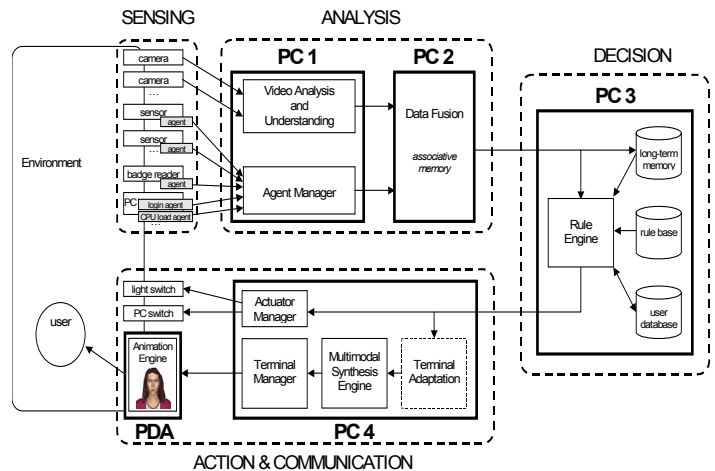 SENSING
ANALYSIS
DECISION
PC 1
PC 2
PC 3
camera
camera
...
sensor
agent
sensor
agent
...
badge reader
agent
PC
login agent
CPU load agent
...
Environment
Video Analysis
and
Understanding
Agent Manager
Data Fusion
associative
memory
long-term
memory
Rule
Engine
rule base
user
database
light switch
PC switch
Actuator
Manager
user
Animation
Engine
Terminal
Manager
Multimodal
Synthesis
Engine
Terminal
Adaptation
PDA
PC 4
ACTION & COMMUNICATION